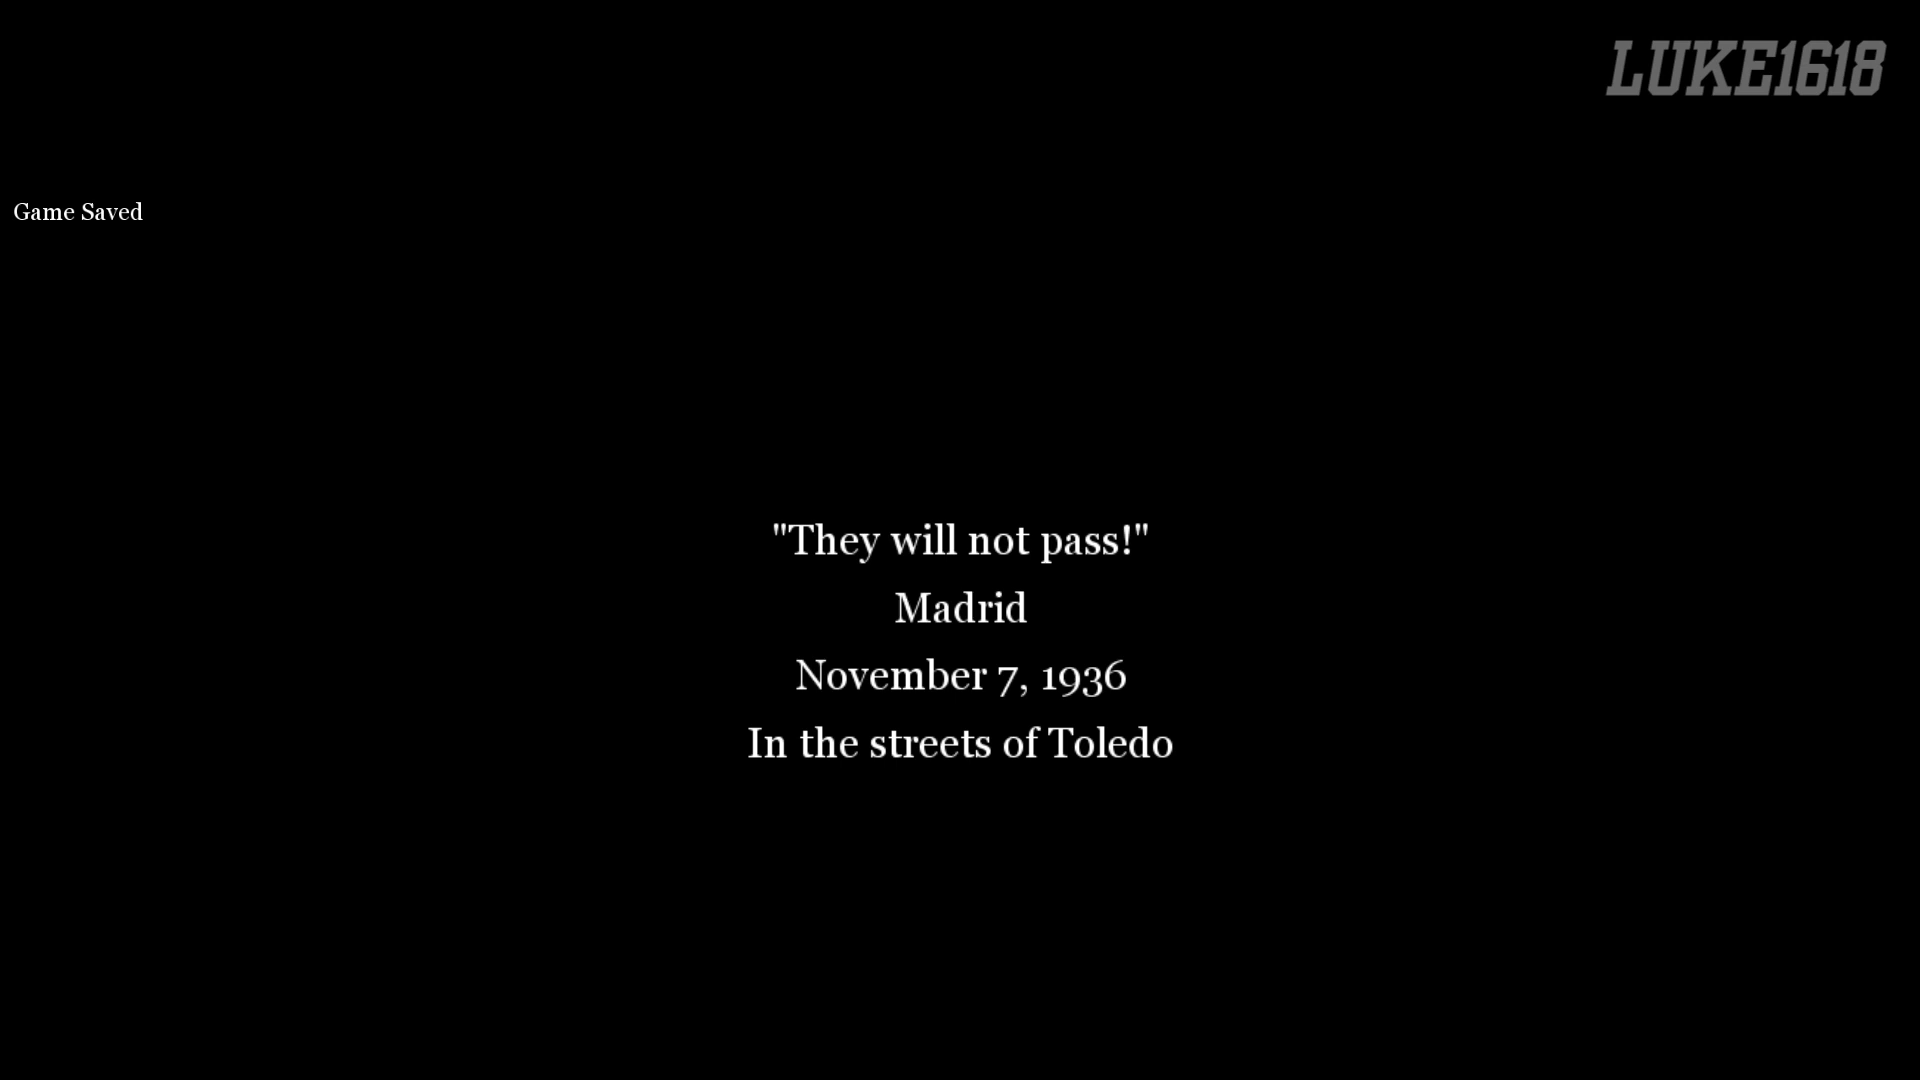 LUKE1618
Game Saved
"They will not pass!"
Madrid
November 7, 1936
In the streets of Toledo